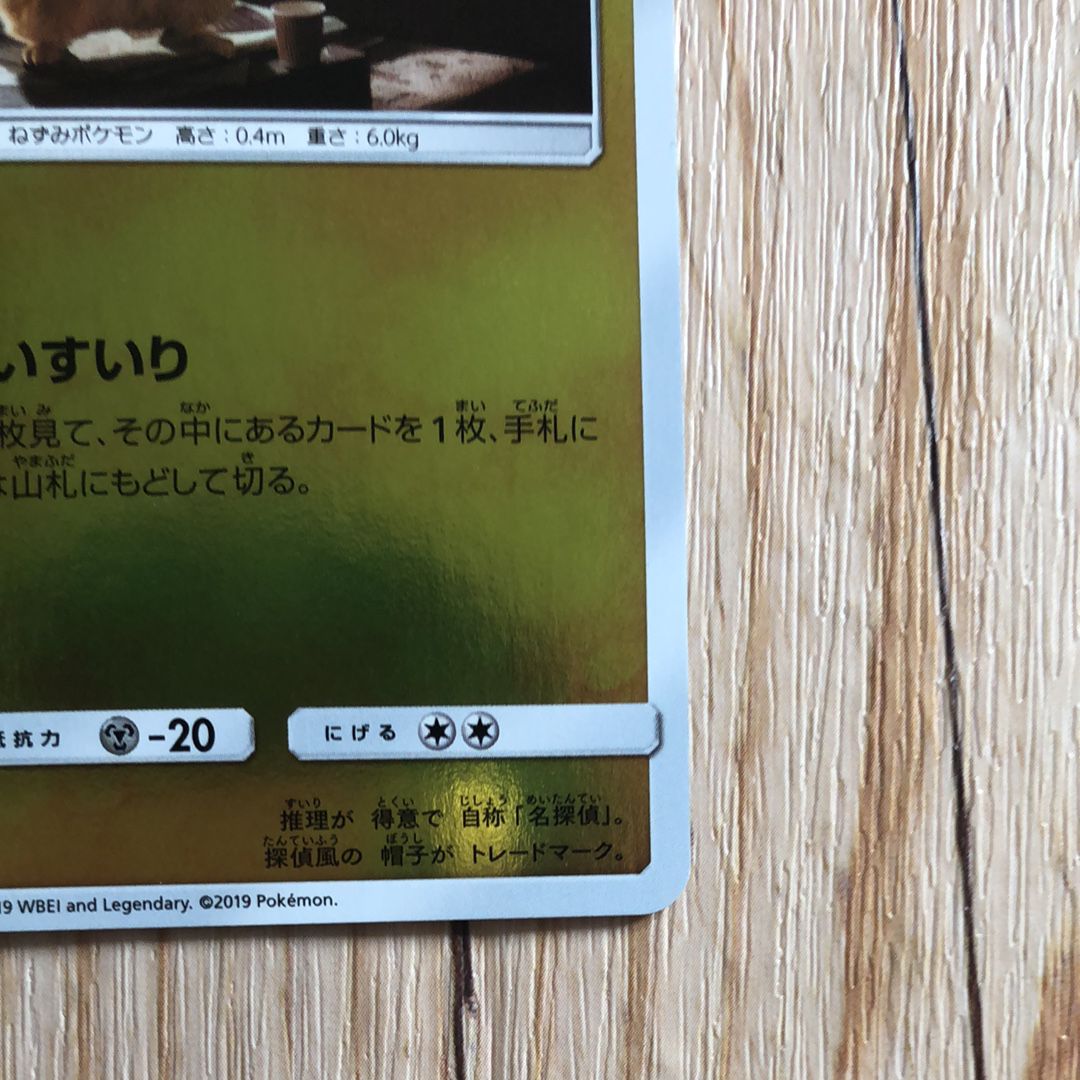 ねずみポケモン 高さ：0.4m 重さ：6.0kg
いすいり
枚見て、その中にあるカードを1枚、手札に
は山札にもどして切る。
抵抗力 -20 にげる
推理が 得意で 自称「名探偵」。
探偵風の 帽子が トレードマーク。
19 WBEI and Legendary. ©2019 Pokémon.